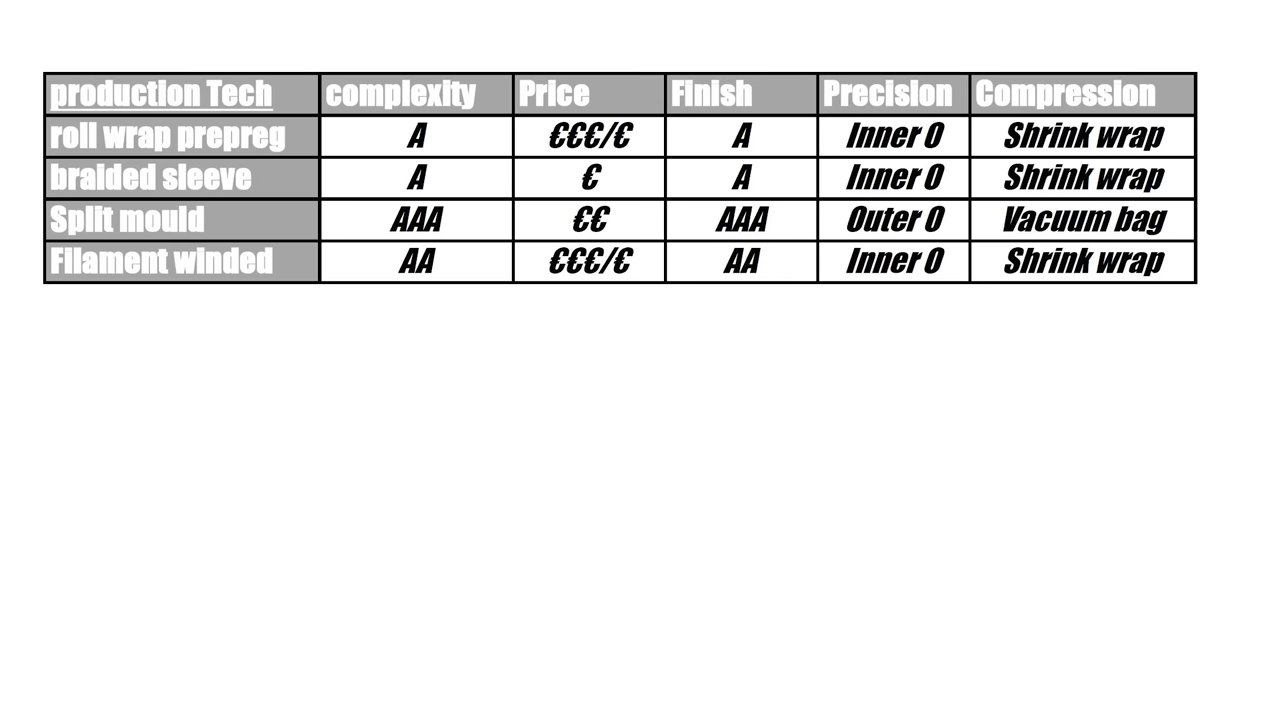 production Tech complexity Price Finish Precision Compression
roll wrap prepreg A €€€/€ A Inner O Shrink wrap
braided sleeve A € A Inner O Shrink wrap
Split mould AAA €€ AAA Outer O Vacuum bag
Filament winded AA €€€/€ AA Inner O Shrink wrap